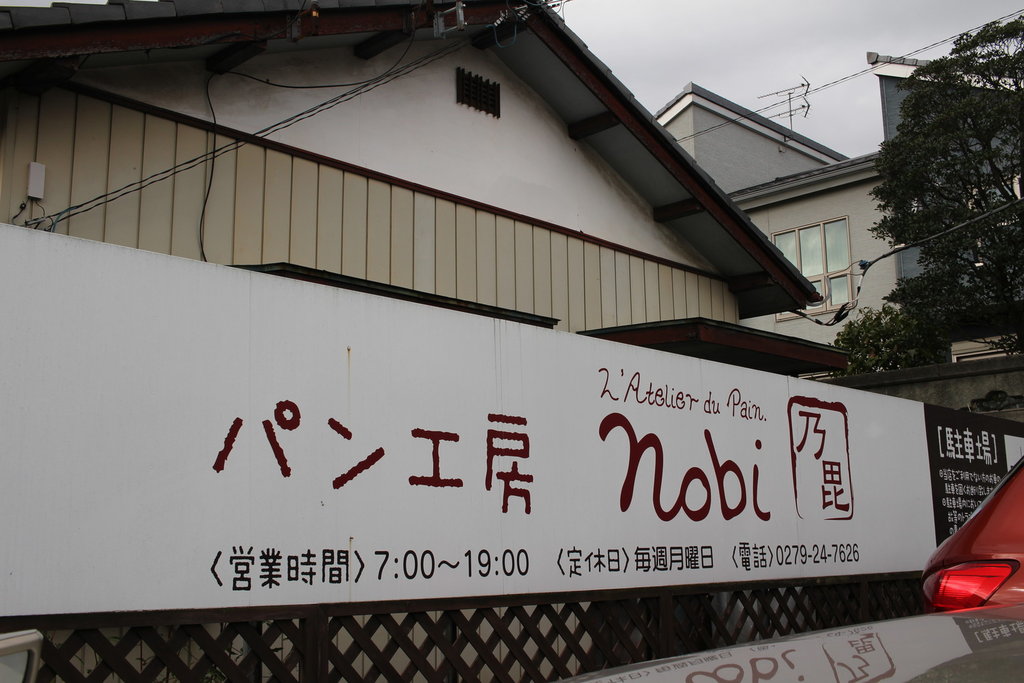 L'Atelier du Pain.
パン工房 nobi 乃毘
〈営業時間〉7:00〜19:00 〈定休日〉毎週月曜日 〈電話〉0279-24-7626
[駐車場]